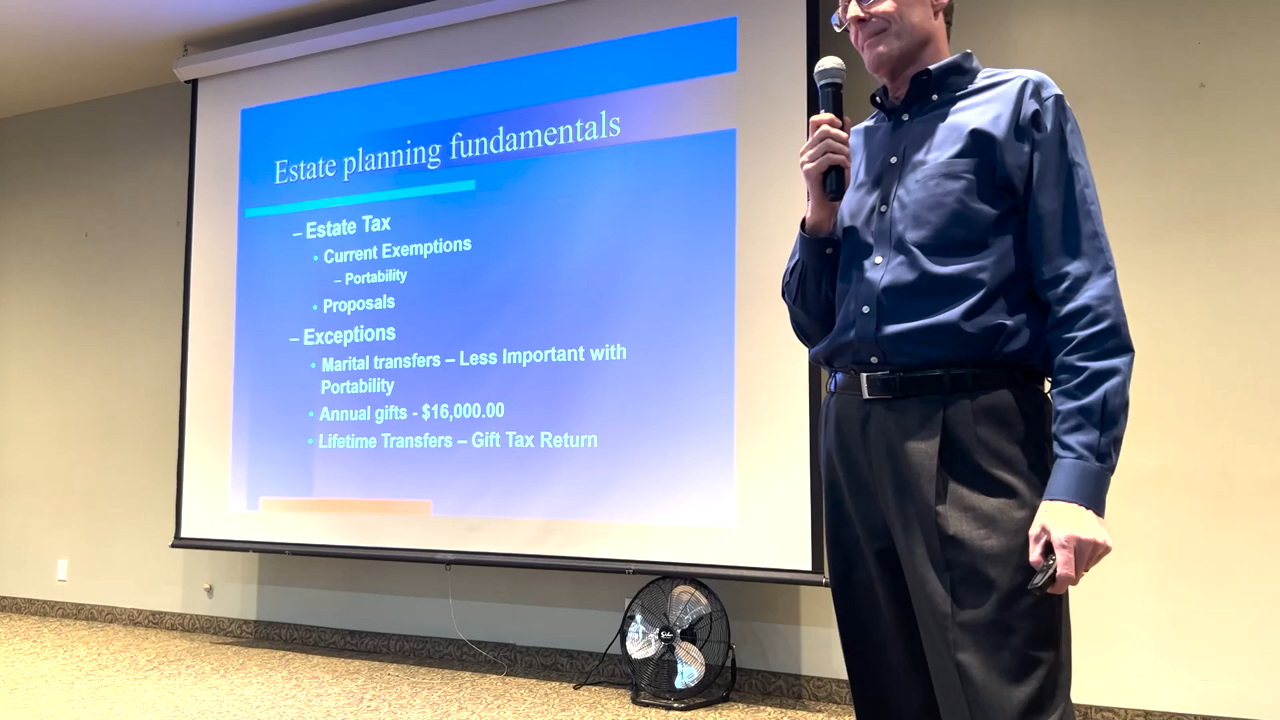 Estate planning fundamentals
– Estate Tax
• Current Exemptions
– Portability
• Proposals
– Exceptions
• Marital transfers – Less Important with
Portability
• Annual gifts - $16,000.00
• Lifetime Transfers – Gift Tax Return